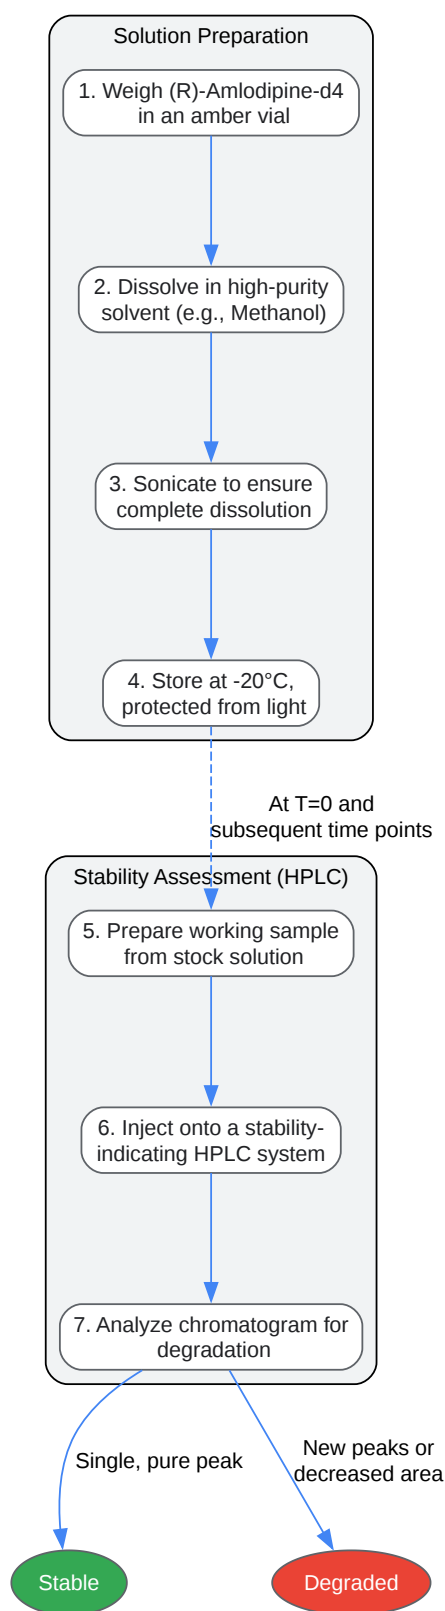 Solution Preparation
1. Weigh (R)-Amlodipine-d4
in an amber vial
2. Dissolve in high-purity
solvent (e.g., Methanol)
3. Sonicate to ensure
complete dissolution
4. Store at -20°C,
protected from light
At T=0 and
subsequent time points
Stability Assessment (HPLC)
5. Prepare working sample
from stock solution
6. Inject onto a stability-
indicating HPLC system
7. Analyze chromatogram for
degradation
Single, pure peak
New peaks or
decreased area
Stable
Degraded